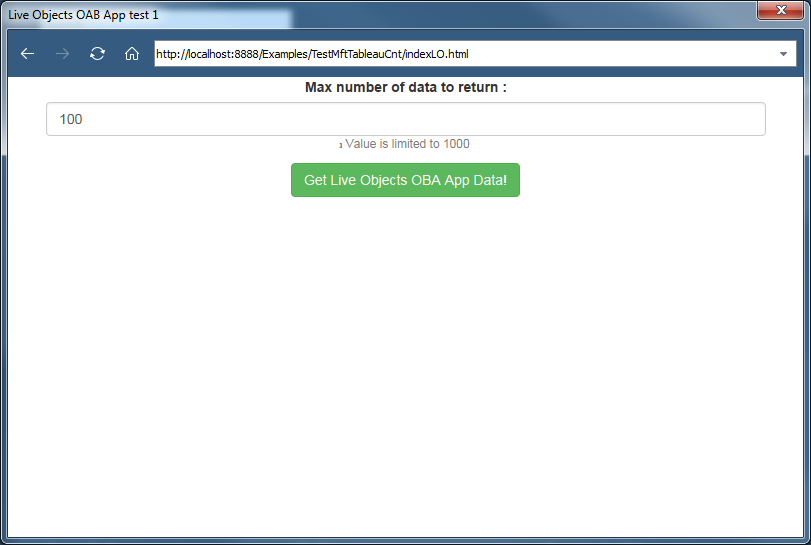 Live Objects OAB App test 1
http://localhost:8888/Examples/TestMftTableauCnt/indexLO.html
Max number of data to return :
100
Value is limited to 1000
Get Live Objects OBA App Data!